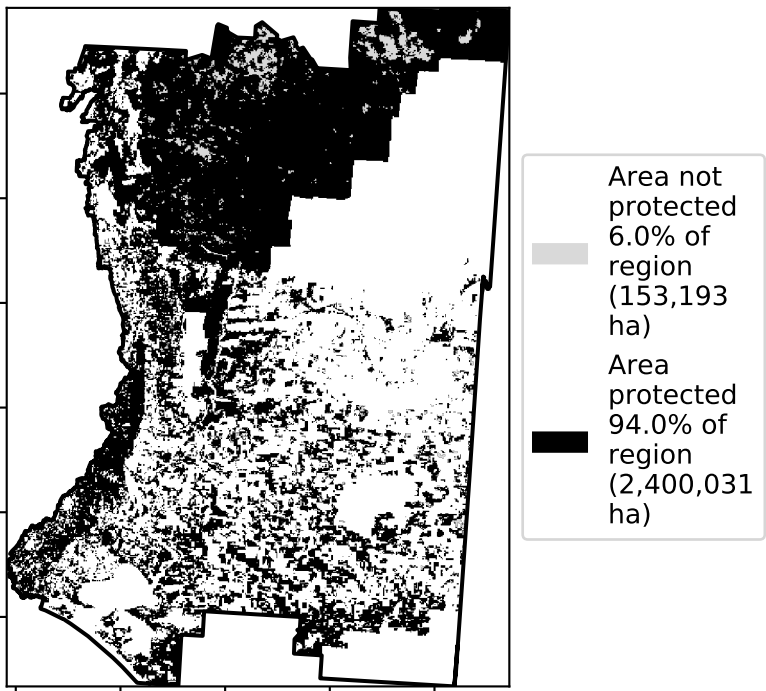 Area not
protected
6.0% of
region
(153,193
ha)
Area
protected
94.0% of
region
(2,400,031
ha)